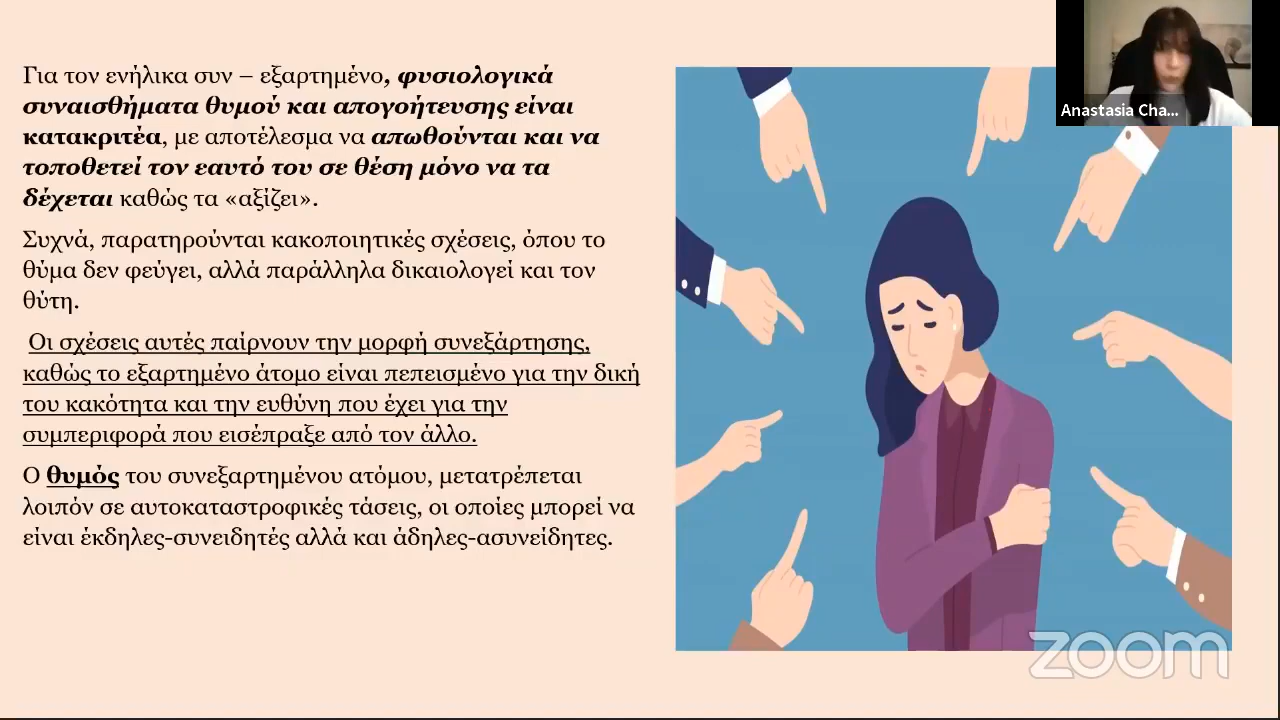 Για τον ενήλικα συν – εξαρτημένο, φυσιολογικά
συναισθήματα θυμού και απογοήτευσης είναι
κατακριτέα, με αποτέλεσμα να απωθούνται και να
τοποθετεί τον εαυτό του σε θέση μόνο να τα
δέχεται καθώς τα «αξίζει».
Συχνά, παρατηρούνται κακοποιητικές σχέσεις, όπου το
θύμα δεν φεύγει, αλλά παράλληλα δικαιολογεί και τον
θύτη.
Οι σχέσεις αυτές παίρνουν την μορφή συνεξάρτησης,
καθώς το εξαρτημένο άτομο είναι πεπεισμένο για την δική
του κακότητα και την ευθύνη που έχει για την
συμπεριφορά που εισέπραξε από τον άλλο.
Ο θυμός του συνεξαρτημένου ατόμου, μετατρέπεται
λοιπόν σε αυτοκαταστροφικές τάσεις, οι οποίες μπορεί να
είναι έκδηλες-συνειδητές αλλά και άδηλες-ασυνείδητες.
Anastasia Cha...
zoom